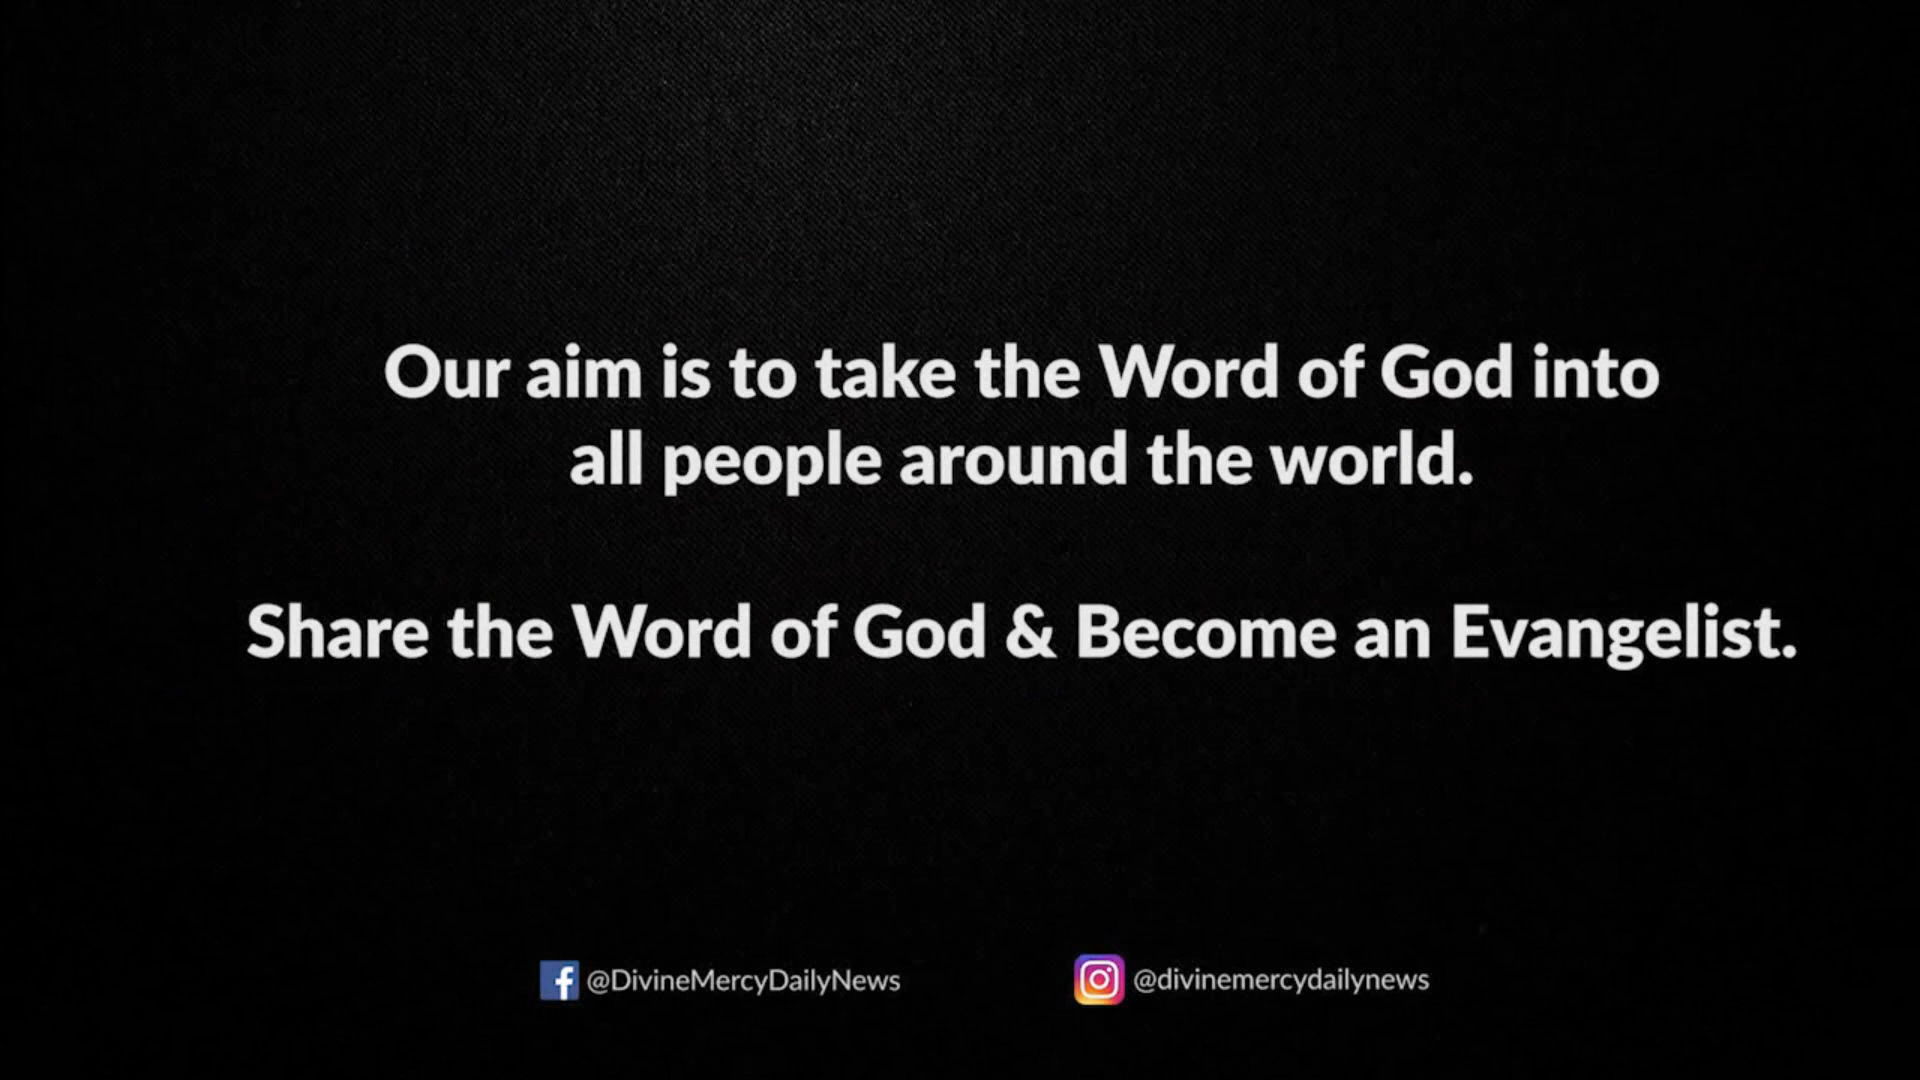 Our aim is to take the Word of God into
all people around the world.
Share the Word of God & Become an Evangelist.
@DivineMercyDailyNews
@divinemercydailynews